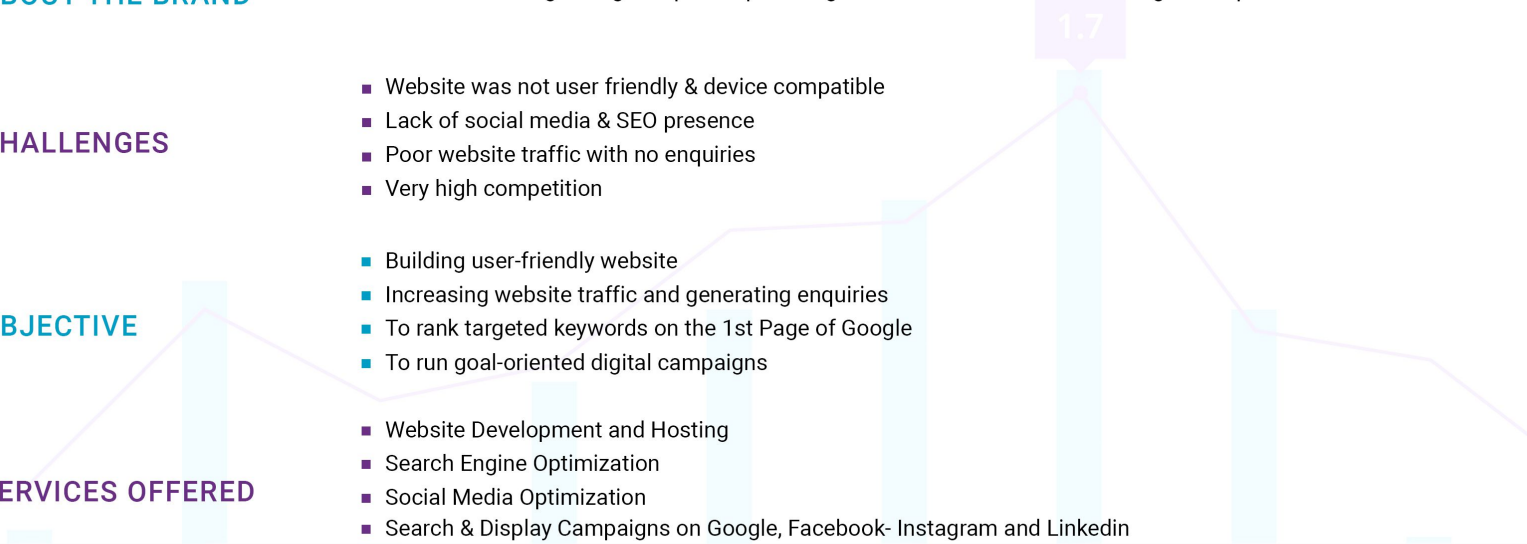 1.7
Website was not user friendly & device compatible
Lack of social media & SEO presence
HALLENGES
Poor website traffic with no enquiries
Very high competition
Building user-friendly website
Increasing website traffic and generating enquiries
BJECTIVE
To rank targeted keywords on the 1st Page of Google
To run goal-oriented digital campaigns
Website Development and Hosting
Search Engine Optimization
ERVICES OFFERED
Social Media Optimization
Search & Display Campaigns on Google, Facebook- Instagram and Linkedin